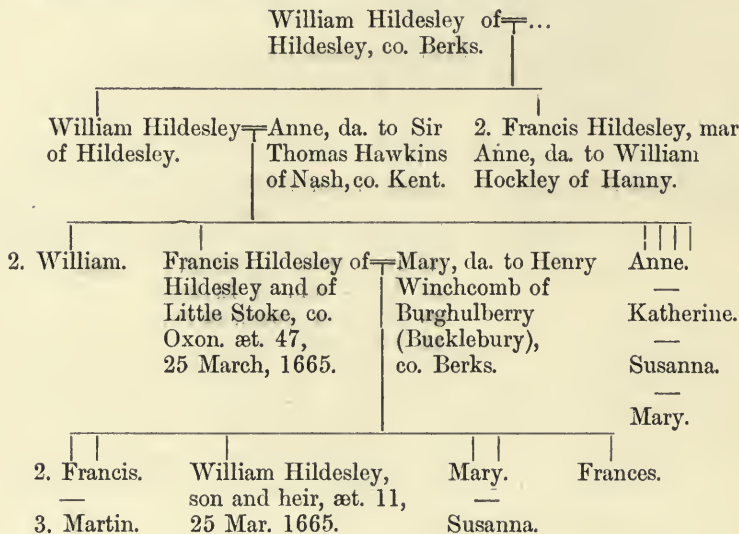 William Hildesley of ...
Hildesley, co. Berks.
William Hildesley
of Hildesley.
Anne, da. to Sir
Thomas Hawkins
of Nash, co. Kent.
2. Francis Hildesley, mar
Anne, da. to William
Hockley of Hanny.
2. William.
Francis Hildesley of
Hildesley and of
Little Stoke, co.
Oxon. æt. 47,
25 March, 1665.
Mary, da. to Henry
Winchcomb of
Burghulberry
(Bucklebury),
co. Berks.
Anne.
—
Katherine.
—
Susanna.
—
Mary.
2. Francis.
—
3. Martin.
William Hildesley,
son and heir, æt. 11,
25 Mar. 1665.
Mary.
—
Susanna.
Frances.